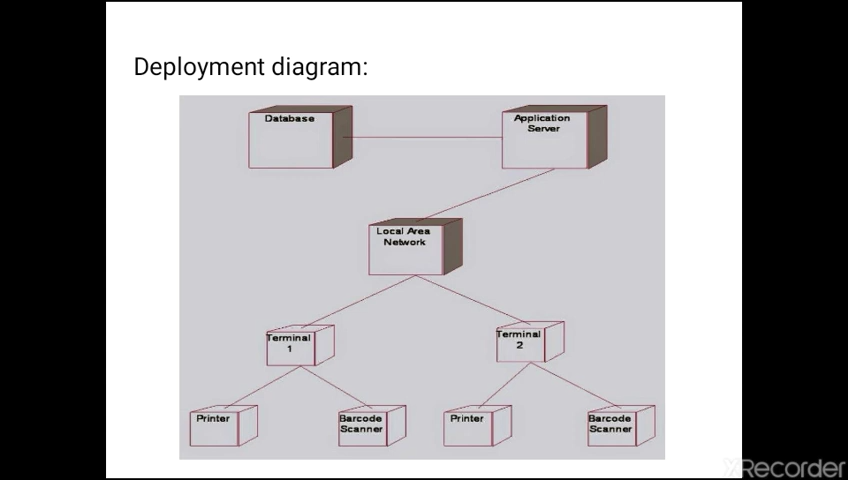 Deployment diagram:
Database
Application
Server
Local Area
Network
Terminal
1
Terminal
2
Printer
Barcode
Scanner
Printer
Barcode
Scanner
XRecorder